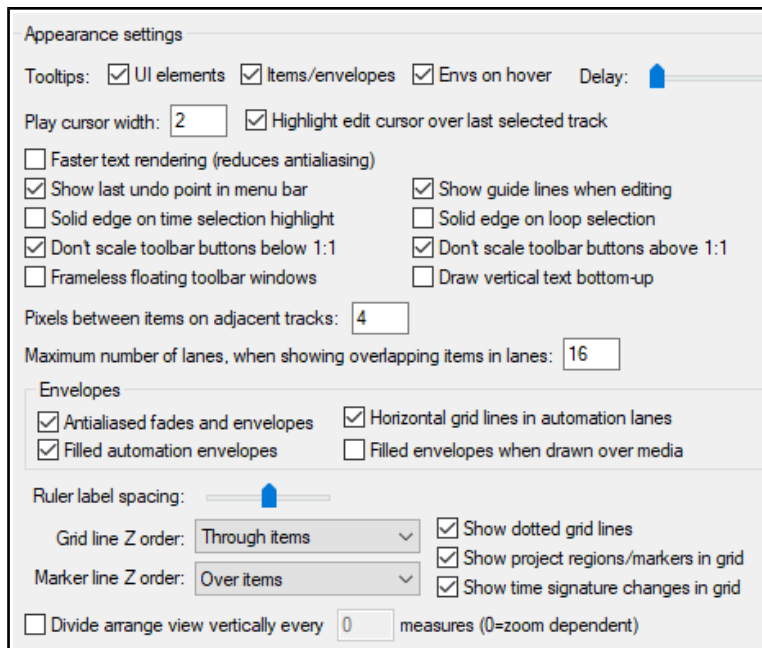 Appearance settings
Tooltips: UI elements Items/envelopes Envs on hover Delay:
Play cursor width: 2 Highlight edit cursor over last selected track
Faster text rendering (reduces antialiasing)
Show last undo point in menu bar Show guide lines when editing
Solid edge on time selection highlight Solid edge on loop selection
Don't scale toolbar buttons below 1:1 Don't scale toolbar buttons above 1:1
Frameless floating toolbar windows Draw vertical text bottom-up
Pixels between items on adjacent tracks: 4
Maximum number of lanes, when showing overlapping items in lanes: 16
Envelopes
Antialiased fades and envelopes Horizontal grid lines in automation lanes
Filled automation envelopes Filled envelopes when drawn over media
Ruler label spacing:
Grid line Z order: Through items Show dotted grid lines
Show project regions/markers in grid
Marker line Z order: Over items Show time signature changes in grid
Divide arrange view vertically every 0 measures (0=zoom dependent)